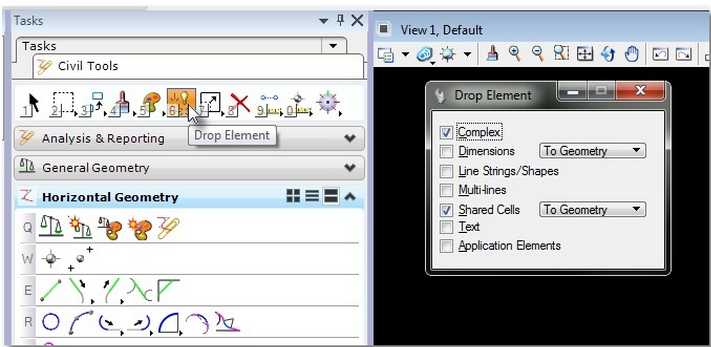 Tasks
Tasks
Civil Tools
1 2 3 4 5 6 7 8 9 0
Drop Element
Analysis & Reporting
General Geometry
Horizontal Geometry
Q
W
E
R
View 1, Default
Drop Element
Complex
Dimensions To Geometry
Line Strings/Shapes
Multi-lines
Shared Cells To Geometry
Text
Application Elements